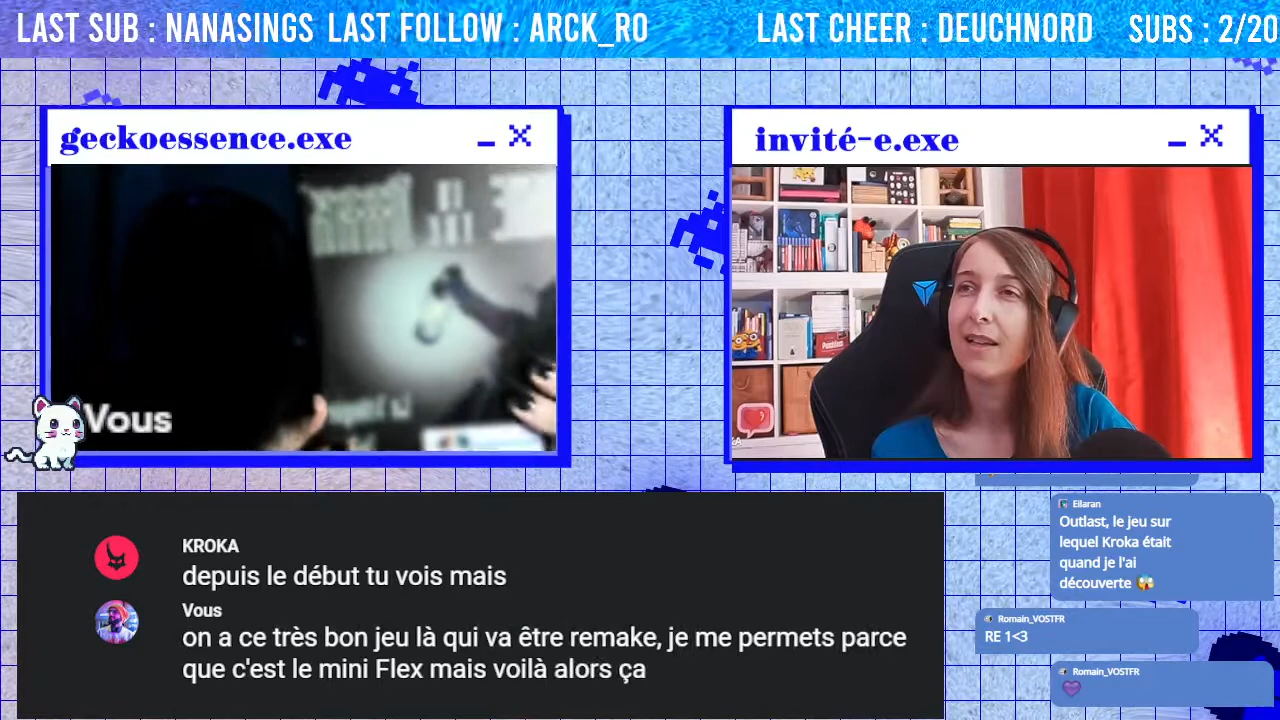 LAST SUB : NANASINGS LAST FOLLOW : ARCK_RO LAST CHEER : DEUCHNORD SUBS : 2/20
geckoessence.exe
invité-e.exe
Vous
KROKA
depuis le début tu vois mais
Vous
on a ce très bon jeu là qui va être remake, je me permets parce
que c'est le mini Flex mais voilà alors ça
Eilaran
Outlast, le jeu sur
lequel Kroka était
quand je l'ai
découverte 😱
Romain_VOSTFR
RE 1<3
Romain_VOSTFR
💜